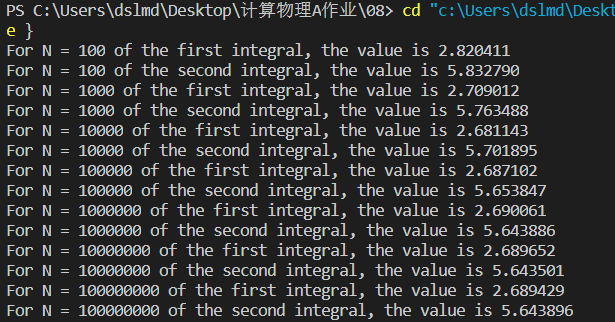 PS C:\Users\dslmd\Desktop\计算物理A作业\08> cd "c:\Users\dslmd\Deskt
e }
For N = 100 of the first integral, the value is 2.820411
For N = 100 of the second integral, the value is 5.832790
For N = 1000 of the first integral, the value is 2.709012
For N = 1000 of the second integral, the value is 5.763488
For N = 10000 of the first integral, the value is 2.681143
For N = 10000 of the second integral, the value is 5.701895
For N = 100000 of the first integral, the value is 2.687102
For N = 100000 of the second integral, the value is 5.653847
For N = 1000000 of the first integral, the value is 2.690061
For N = 1000000 of the second integral, the value is 5.643886
For N = 10000000 of the first integral, the value is 2.689652
For N = 10000000 of the second integral, the value is 5.643501
For N = 100000000 of the first integral, the value is 2.689429
For N = 100000000 of the second integral, the value is 5.643896